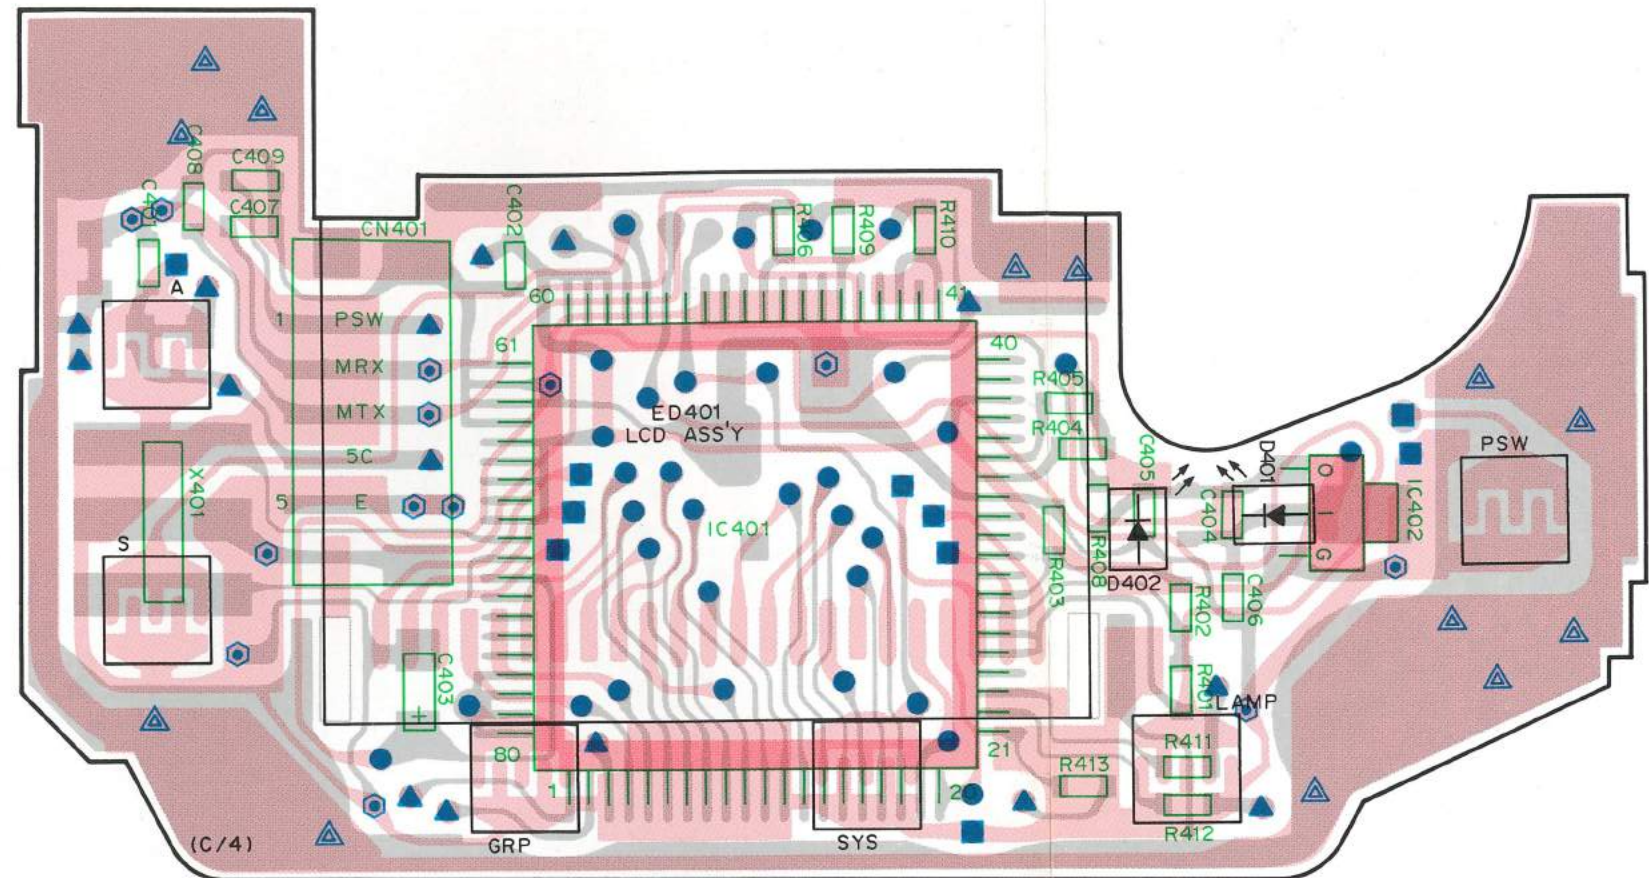 C408
C409
C401
C407
A
CN401
C402
R406
R409
R410
60
41
1 PSW
MRX
MTX
5C
5 E
61
40
ED401
LCD ASS'Y
IC401
R405
R404
C405
D401
O
I
G
IC402
PSW
X401
S
R403
R408
D402
C404
R402
C406
C403
+
R401
LAMP
80
21
1
20
R413
R411
R412
GRP
SYS
(C/4)